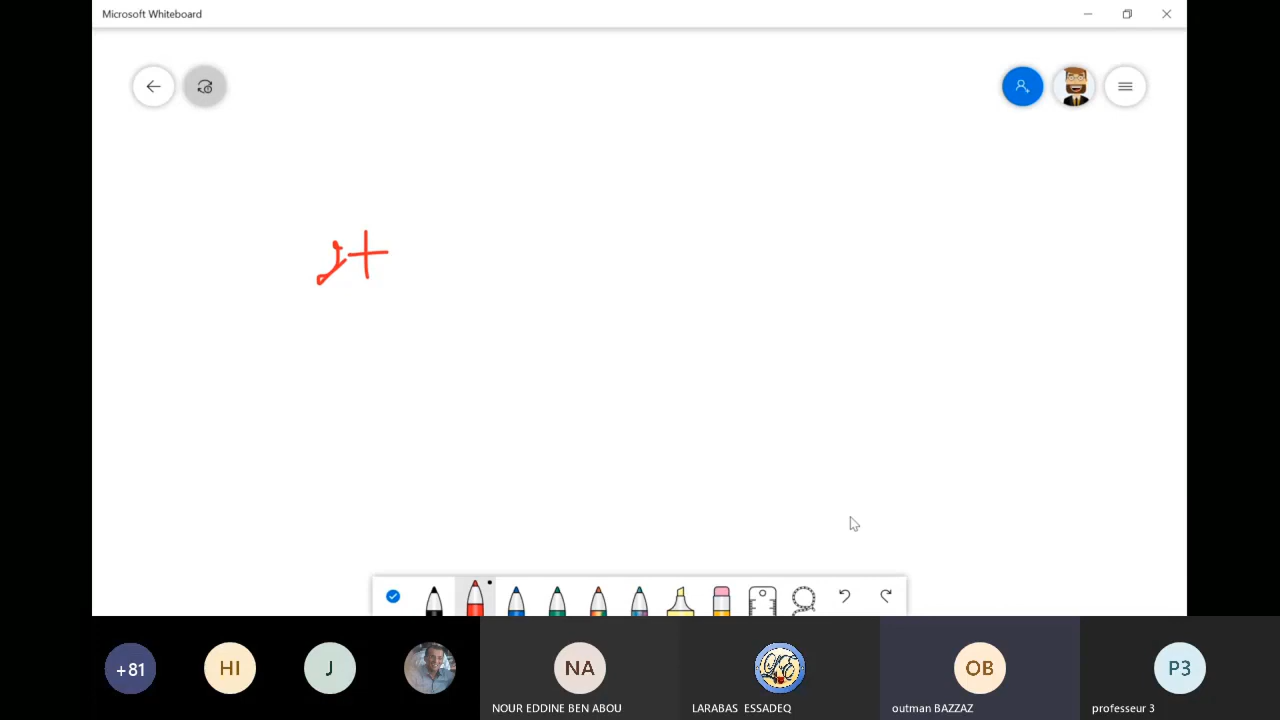 Microsoft Whiteboard
+81
HI
J
NA
OB
P3
NOUR EDDINE BEN ABOU
LARABAS ESSADEQ
outman BAZZAZ
professeur 3